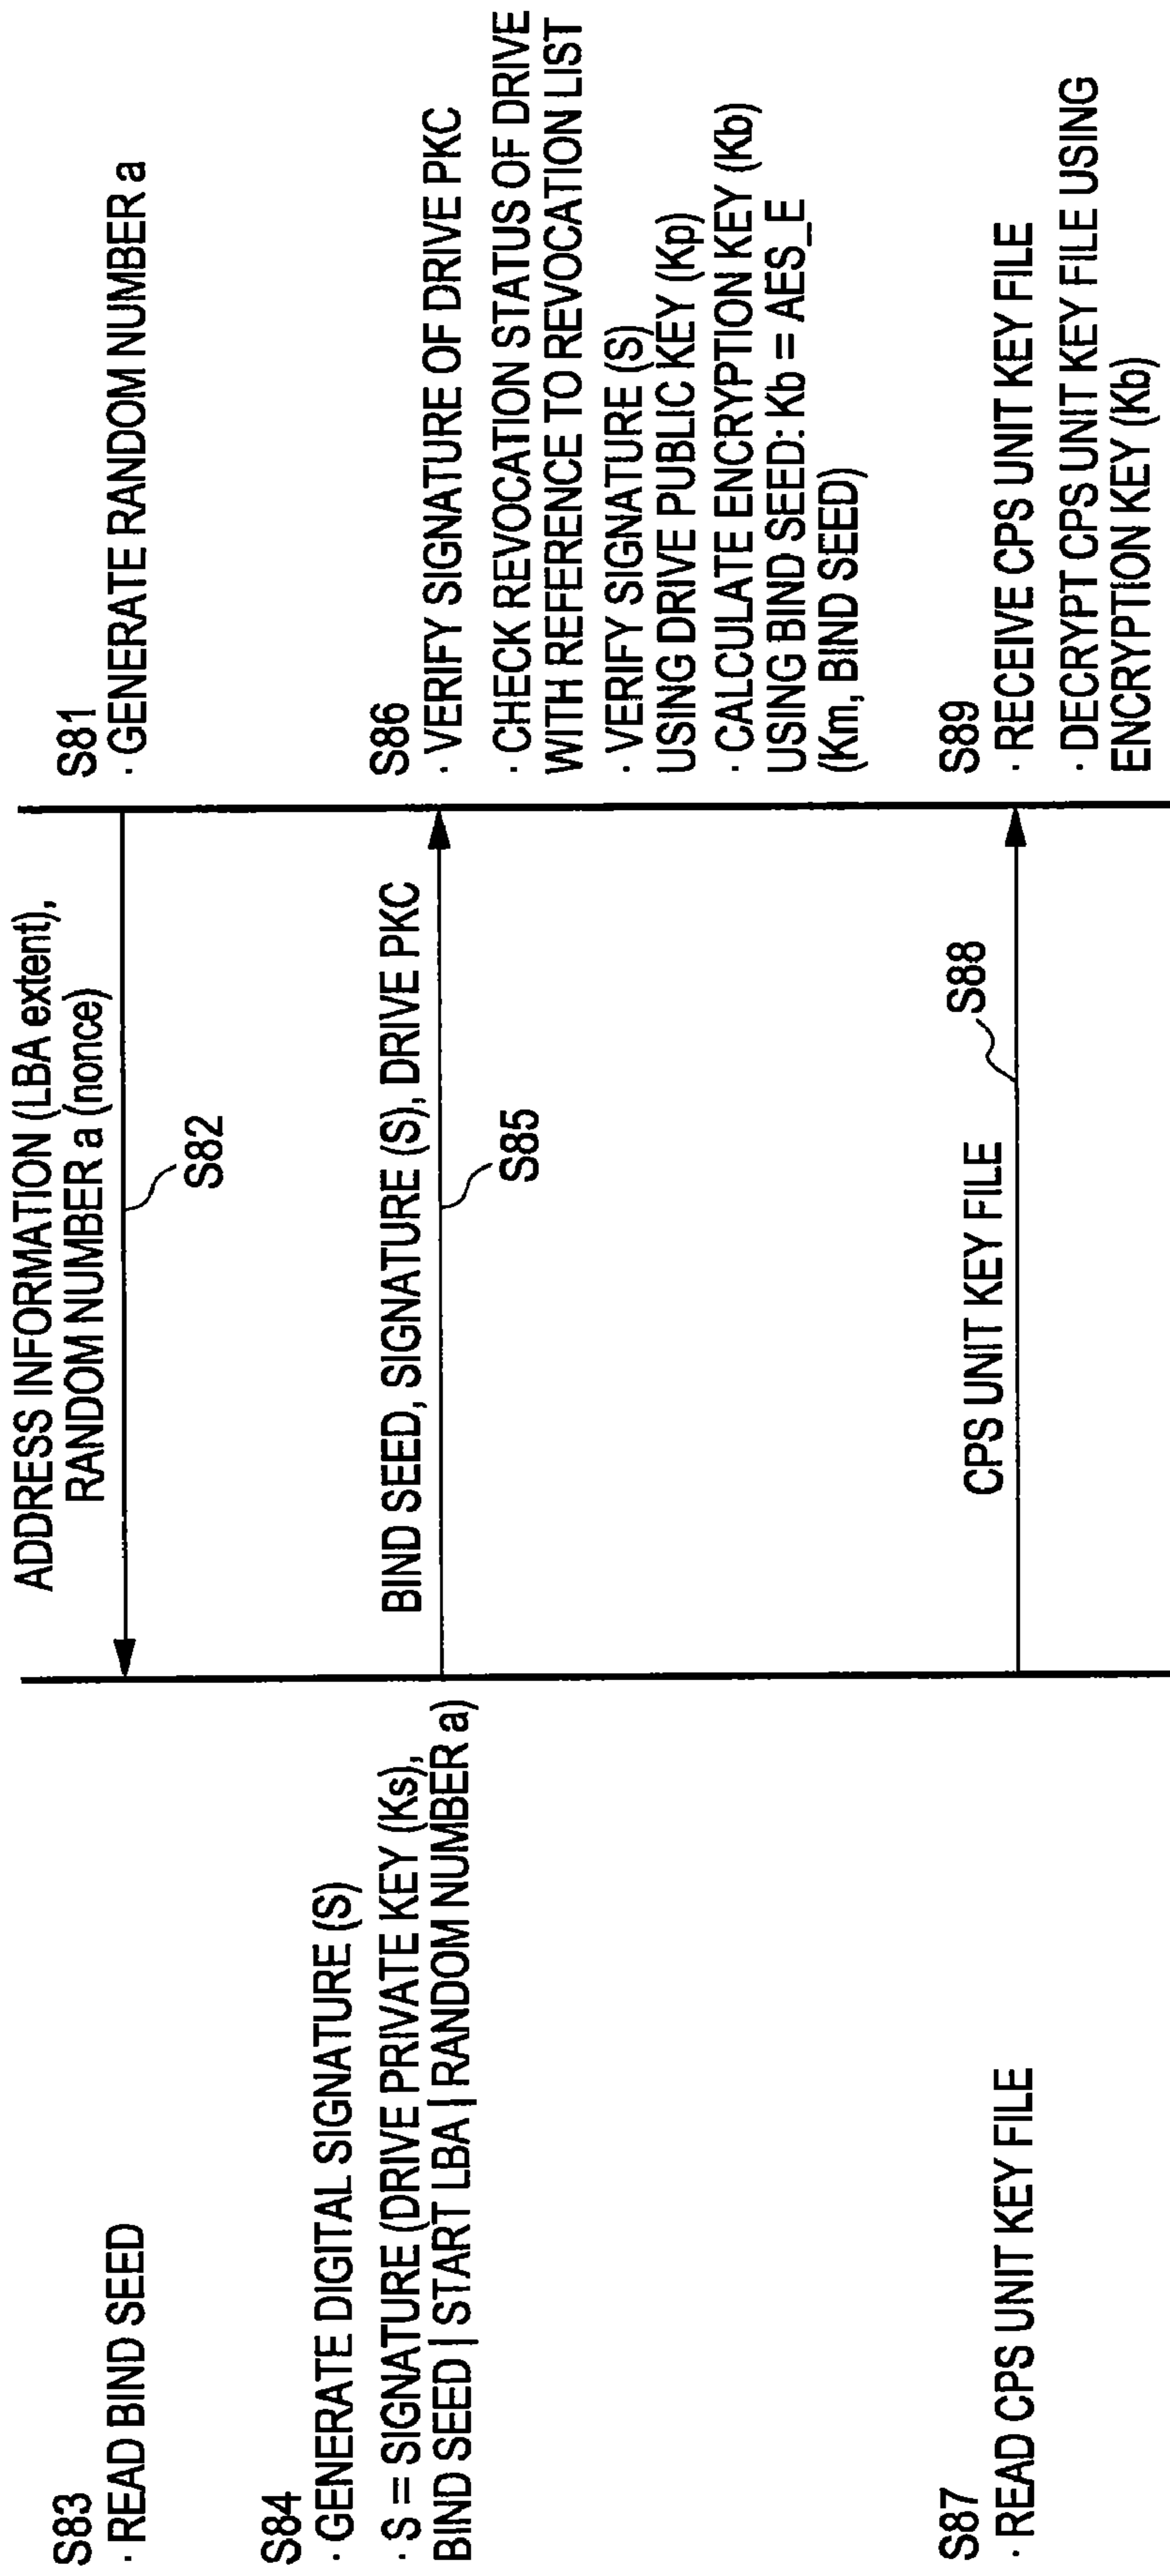 S81
· GENERATE RANDOM NUMBER a
ADDRESS INFORMATION (LBA extent),
RANDOM NUMBER a (nonce)
S82
S83
· READ BIND SEED
S84
· GENERATE DIGITAL SIGNATURE (S)
· S = SIGNATURE (DRIVE PRIVATE KEY (Ks),
BIND SEED | START LBA | RANDOM NUMBER a)
BIND SEED, SIGNATURE (S), DRIVE PKC
S85
S86
· VERIFY SIGNATURE OF DRIVE PKC
· CHECK REVOCATION STATUS OF DRIVE
WITH REFERENCE TO REVOCATION LIST
· VERIFY SIGNATURE (S)
USING DRIVE PUBLIC KEY (Kp)
· CALCULATE ENCRYPTION KEY (Kb)
USING BIND SEED: Kb = AES_E
(Km, BIND SEED)
S87
· READ CPS UNIT KEY FILE
CPS UNIT KEY FILE
S88
S89
· RECEIVE CPS UNIT KEY FILE
· DECRYPT CPS UNIT KEY FILE USING
ENCRYPTION KEY (Kb)